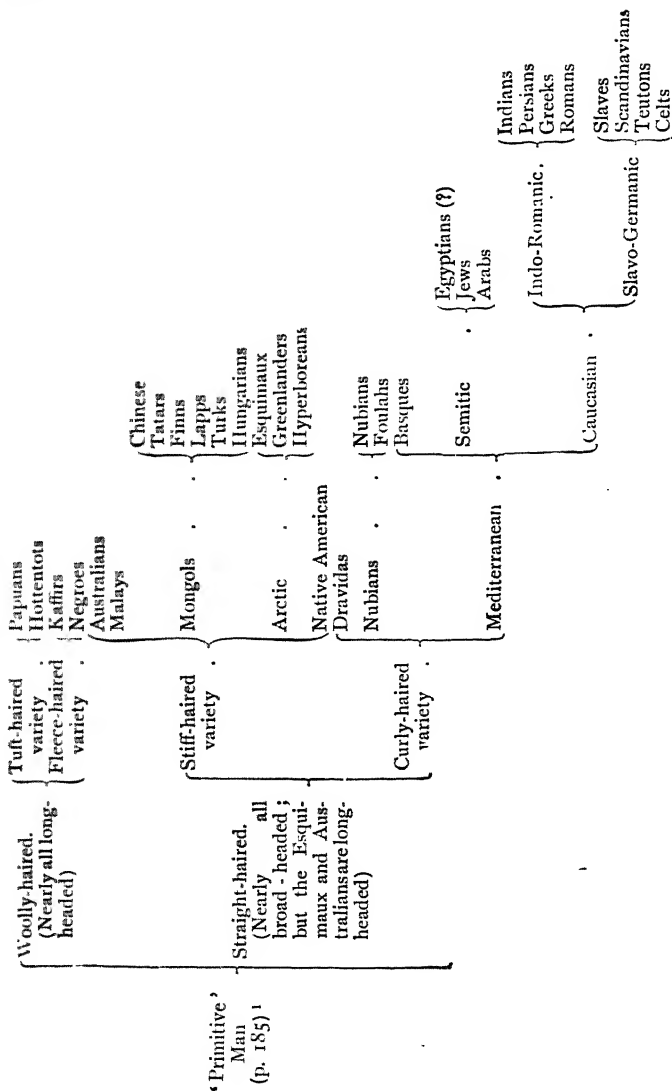 'Primitive'
Man
(p. 185) 1
Woolly-haired.
(Nearly all long-
headed)
Straight-haired.
(Nearly all
broad-headed ;
but the Esqui-
maux and Aus-
tralians are long-
headed)
Tuft-haired
variety .
Fleece-haired
variety .
Stiff-haired
variety .
Curly-haired
variety .
Papuans
Hottentots
Kaffirs
Negroes
Australians
Malays
Mongols . .
Arctic . .
Native American
Dravidas
Nubians . .
Mediterranean .
Chinese
Tatars
Finns
Lapps
Turks
Hungarians
Esquimaux
Greenlanders
Hyperboreans
Nubians
Foulahs
Basques
Semitic .
Caucasian .
Egyptians (?)
Jews
Arabs
Indo-Romanic .
Slavo-Germanic
Indians
Persians
Greeks
Romans
Slaves
Scandinavians
Teutons
Celts